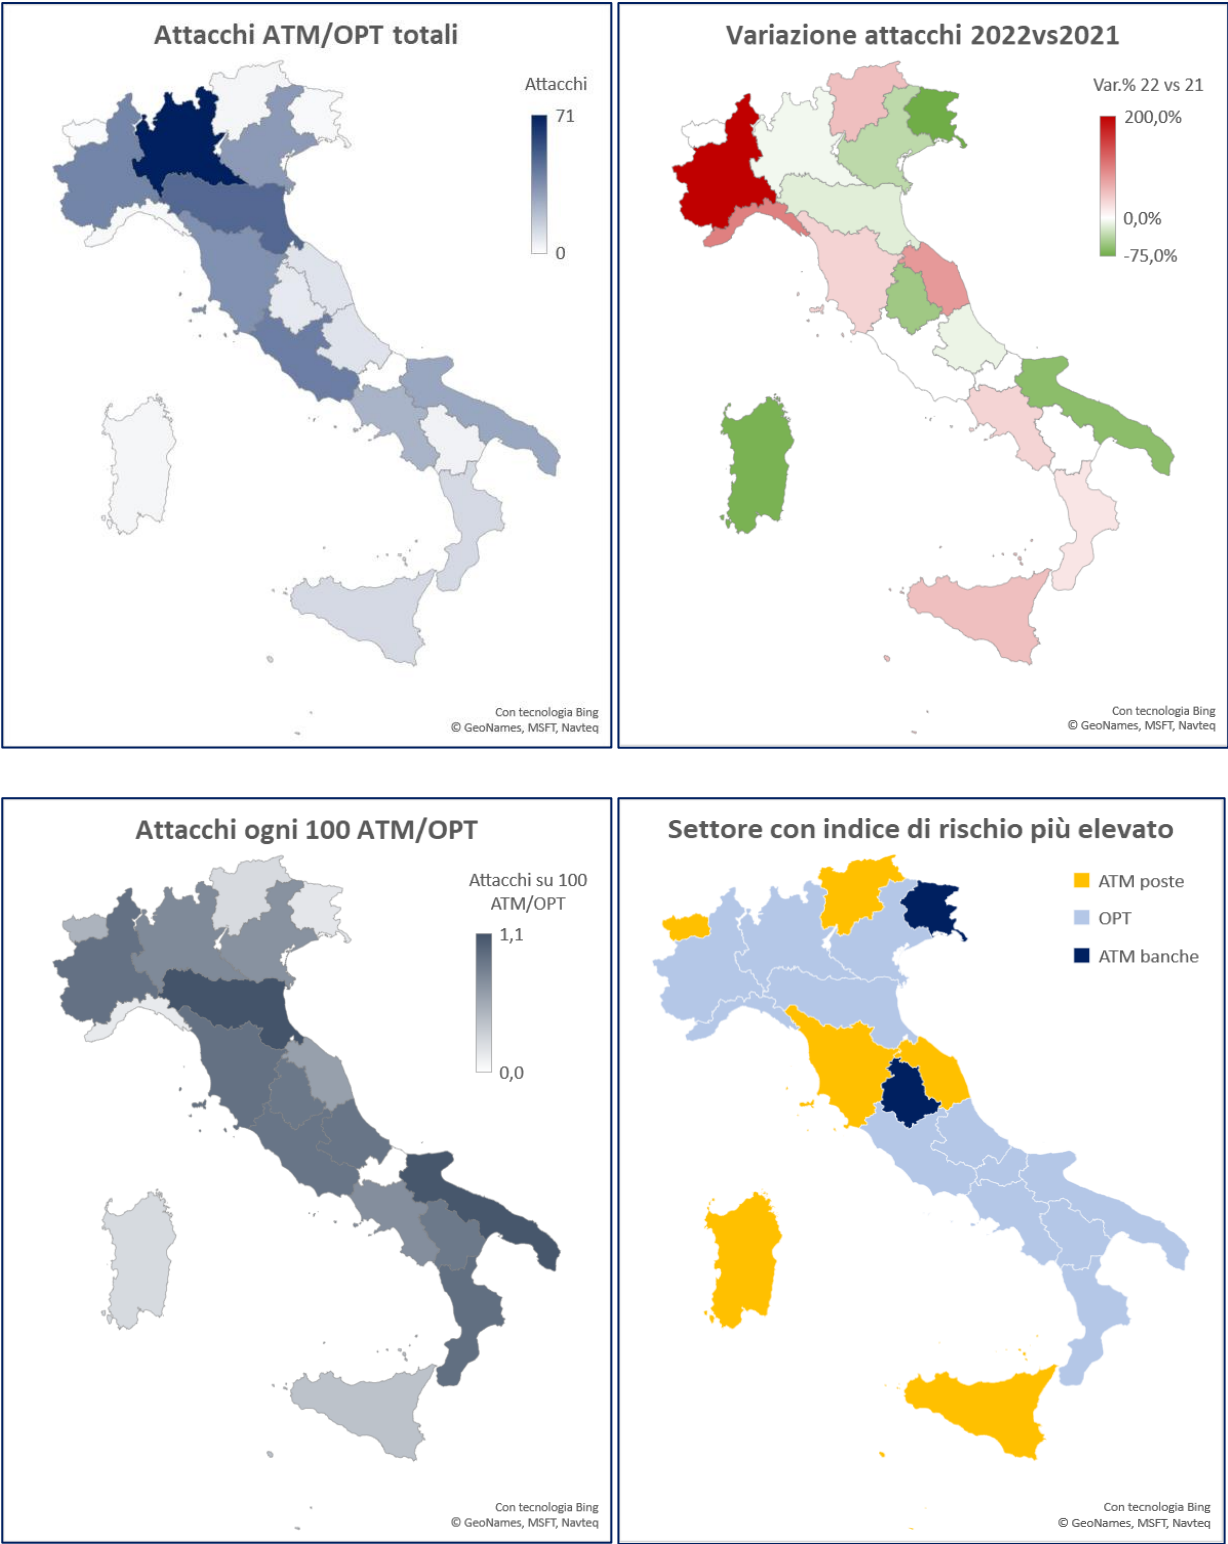 Attacchi ATM/OPT totali
Attacchi
71
0
Con tecnologia Bing
© GeoNames, MSFT, Navteq
Variazione attacchi 2022vs2021
Var.% 22 vs 21
200,0%
0,0%
-75,0%
Con tecnologia Bing
© GeoNames, MSFT, Navteq
Attacchi ogni 100 ATM/OPT
Attacchi su 100
ATM/OPT
1,1
0,0
Con tecnologia Bing
© GeoNames, MSFT, Navteq
Settore con indice di rischio più elevato
ATM poste
OPT
ATM banche
Con tecnologia Bing
© GeoNames, MSFT, Navteq